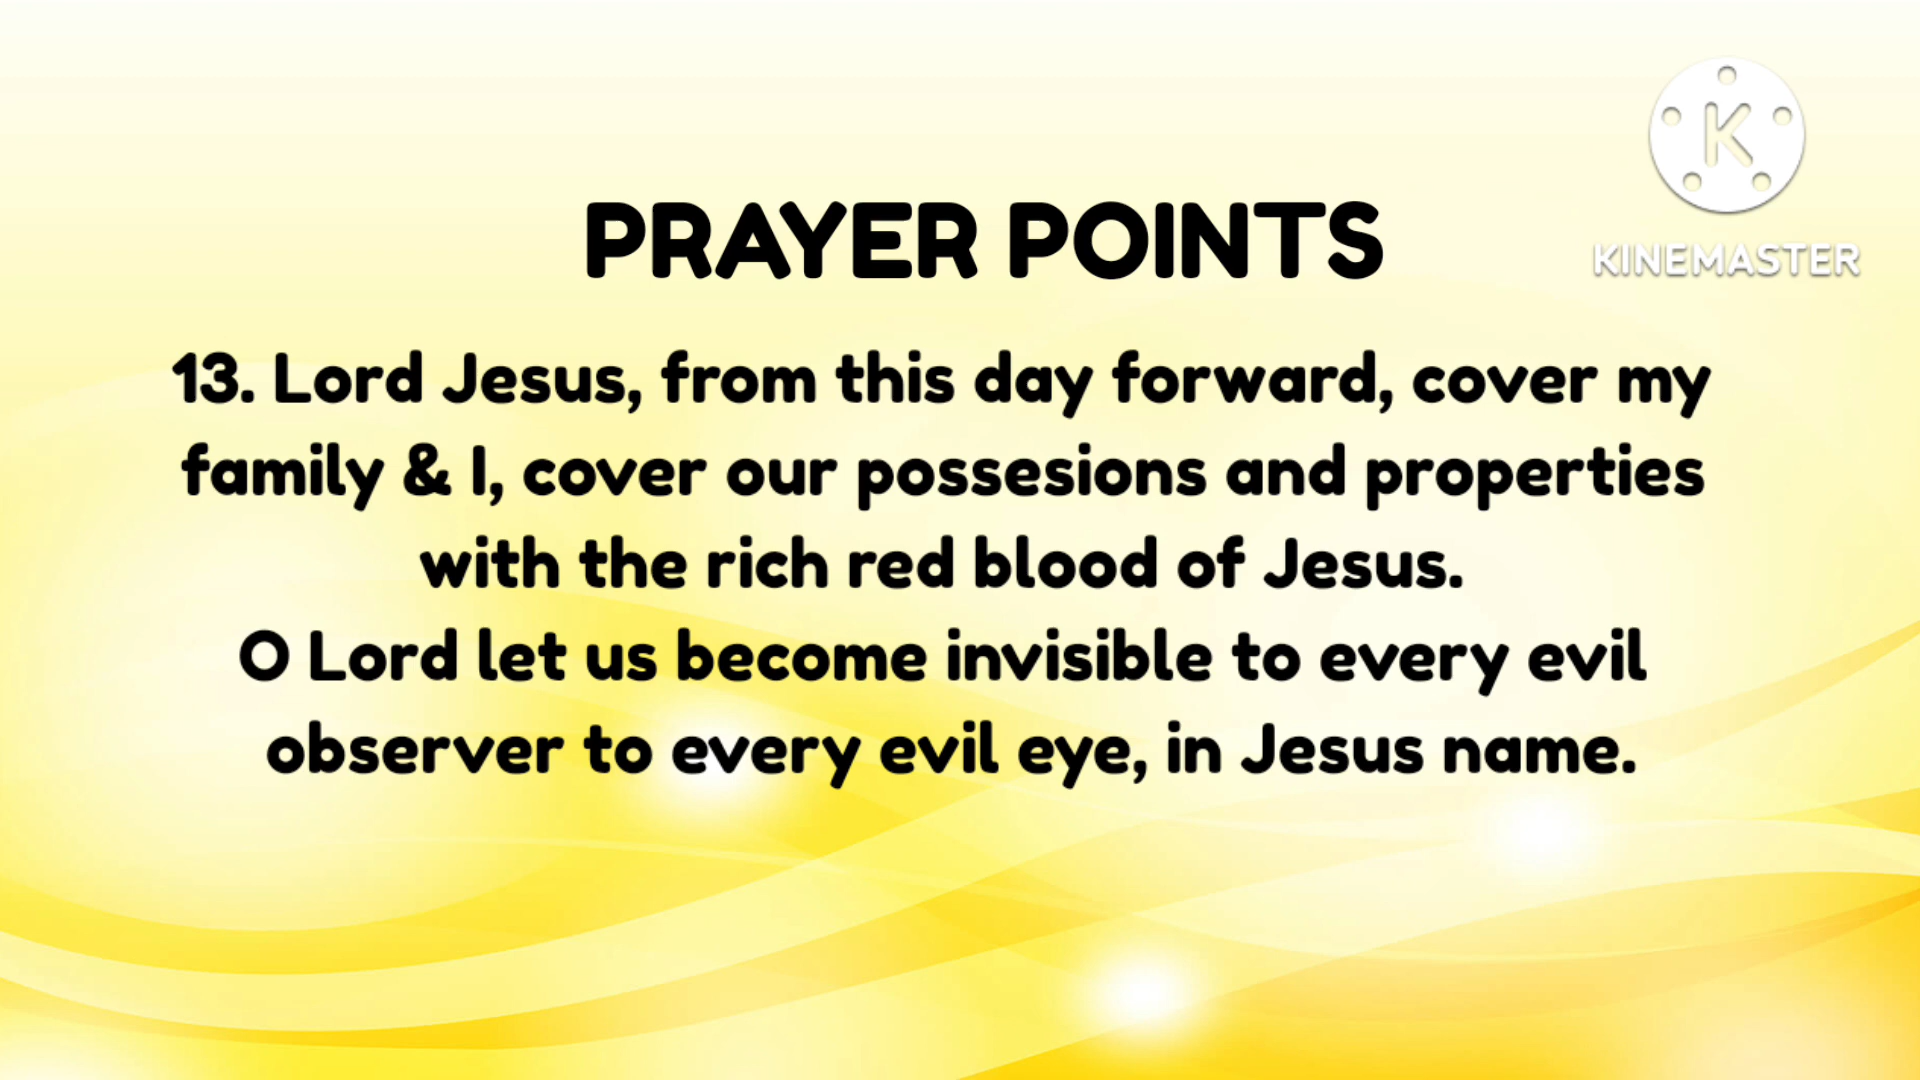 K
KINEMASTER
PRAYER POINTS
13. Lord Jesus, from this day forward, cover my
family & I, cover our possesions and properties
with the rich red blood of Jesus.
O Lord let us become invisible to every evil
observer to every evil eye, in Jesus name.